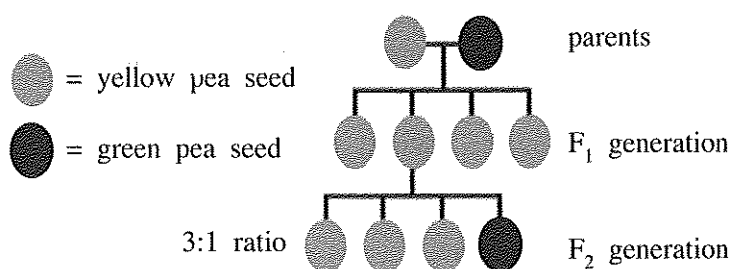 parents
= yellow pea seed
= green pea seed
F₁ generation
3:1 ratio
F₂ generation